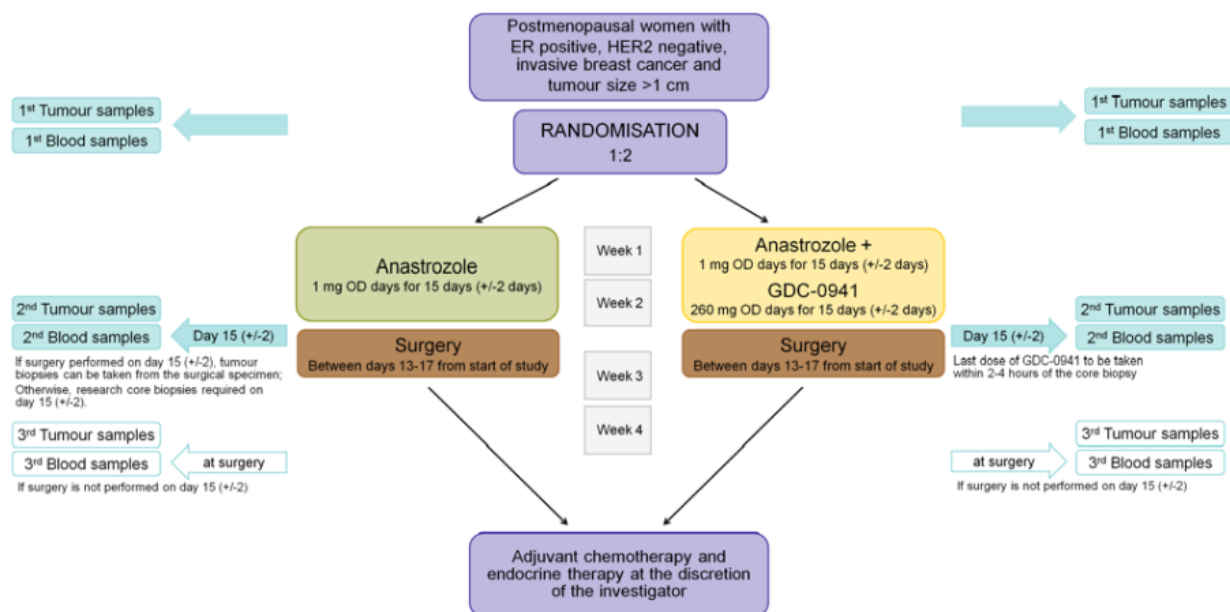 Postmenopausal women with
ER positive, HER2 negative,
invasive breast cancer and
tumour size >1 cm
1st Tumour samples
1st Blood samples
1st Tumour samples
1st Blood samples
RANDOMISATION
1:2
Anastrozole
1 mg OD days for 15 days (+/-2 days)
Week 1
Week 2
Anastrozole +
1 mg OD days for 15 days (+/-2 days)
GDC-0941
260 mg OD days for 15 days (+/-2 days)
2nd Tumour samples
2nd Blood samples
Day 15 (+/-2)
If surgery performed on day 15 (+/-2), tumour
biopsies can be taken from the surgical specimen;
Otherwise, research core biopsies required on
day 15 (+/-2).
Surgery
Between days 13-17 from start of study
Week 3
Week 4
Surgery
Between days 13-17 from start of study
Day 15 (+/-2)
2nd Tumour samples
2nd Blood samples
Last dose of GDC-0941 to be taken
within 2-4 hours of the core biopsy
3rd Tumour samples
3rd Blood samples
at surgery
If surgery is not performed on day 15 (+/-2)
at surgery
3rd Tumour samples
3rd Blood samples
If surgery is not performed on day 15 (+/-2)
Adjuvant chemotherapy and
endocrine therapy at the discretion
of the investigator